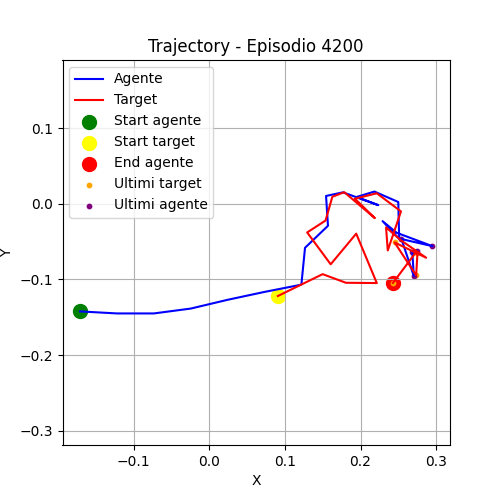 Trajectory - Episodio 4200
Agente
Target
Start agente
Start target
End agente
Ultimi target
Ultimi agente
0.1
0.0
−0.1
−0.2
−0.3
Y
−0.1
0.0
0.1
0.2
0.3
X